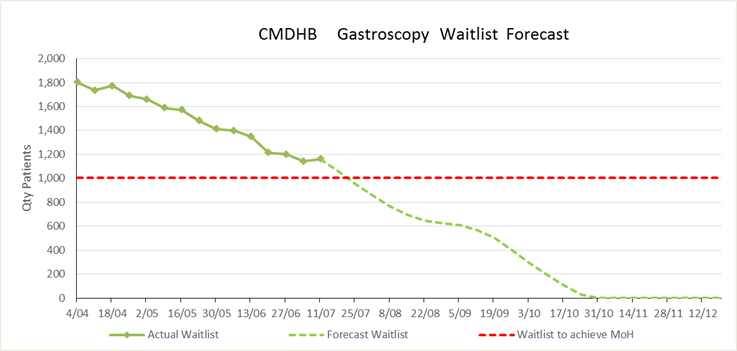 CMDHB Gastroscopy Waitlist Forecast
2,000
1,800
1,600
1,400
1,200
1,000
800
600
400
200
0
Qty Patients
4/04 18/04 2/05 16/05 30/05 13/06 27/06 11/07 25/07 8/08 22/08 5/09 19/09 3/10 17/10 31/10 14/11 28/11 12/12
Actual Waitlist Forecast Waitlist Waitlist to achieve MoH